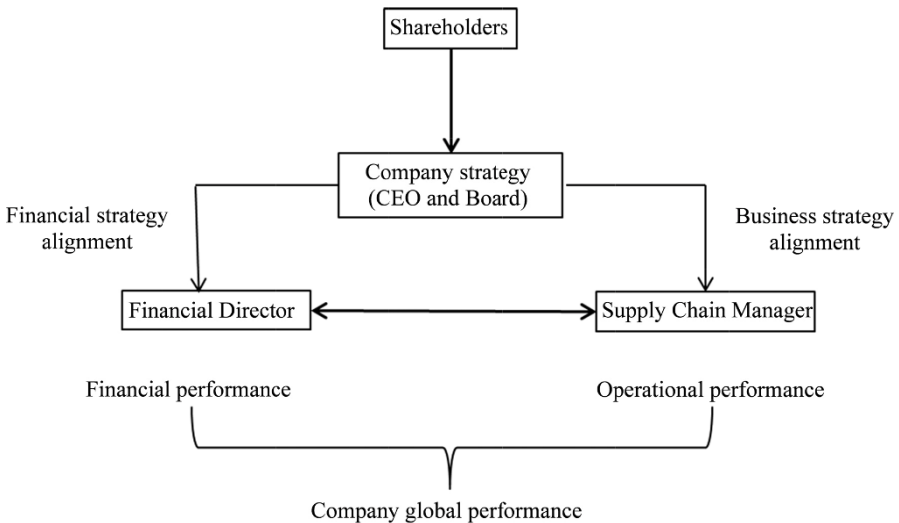 Shareholders
Company strategy
(CEO and Board)
Financial strategy
alignment
Business strategy
alignment
Financial Director
Supply Chain Manager
Financial performance
Operational performance
Company global performance